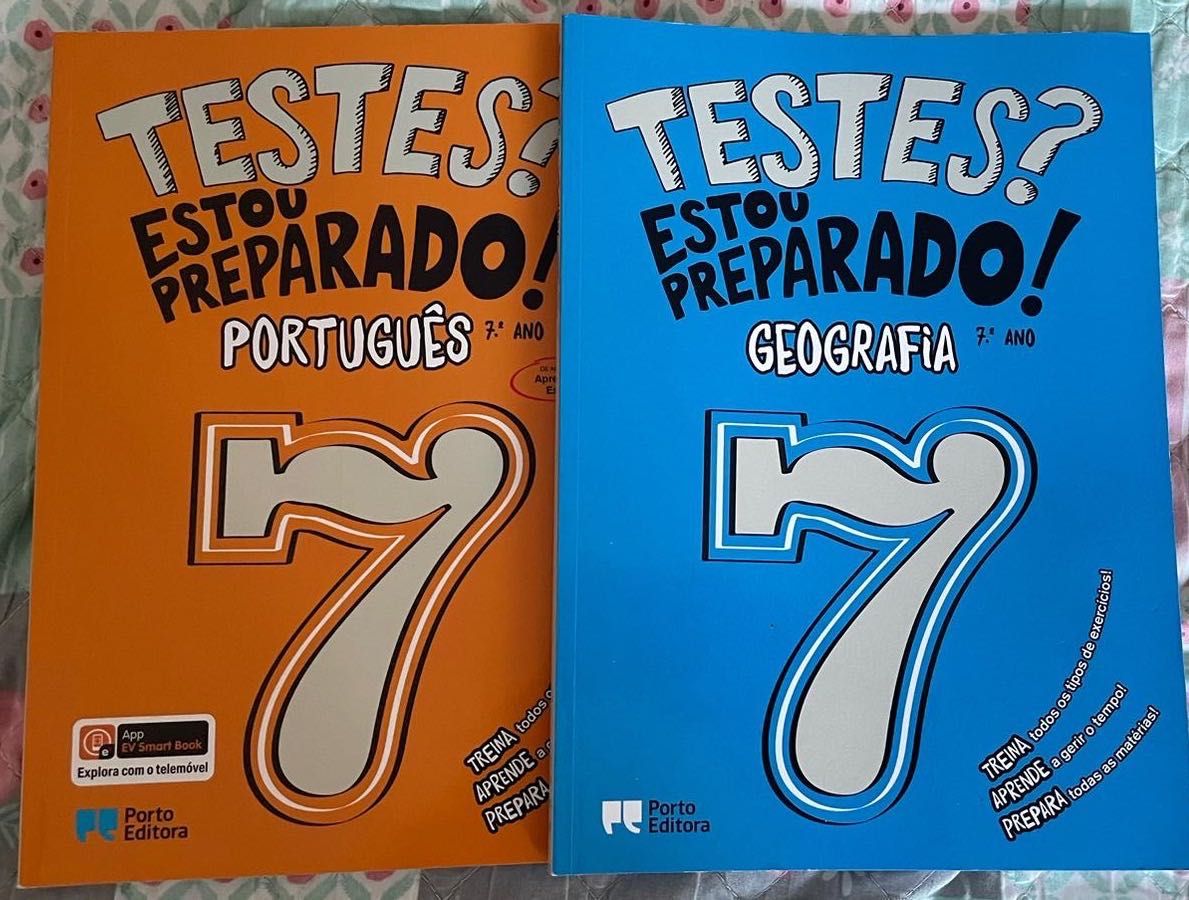 TESTES?
ESTOU
PREPARADO!
PORTUGUÊS 7.º ANO
7
TREINA todos
APRENDE a
PREPARA
App
EV Smart Book
Explora com o telemóvel
Porto
Editora
TESTES?
ESTOU
PREPARADO!
GEOGRAFIA 7.º ANO
7
TREINA todos os tipos de exercícios!
APRENDE a gerir o tempo!
PREPARA todas as matérias!
Porto
Editora